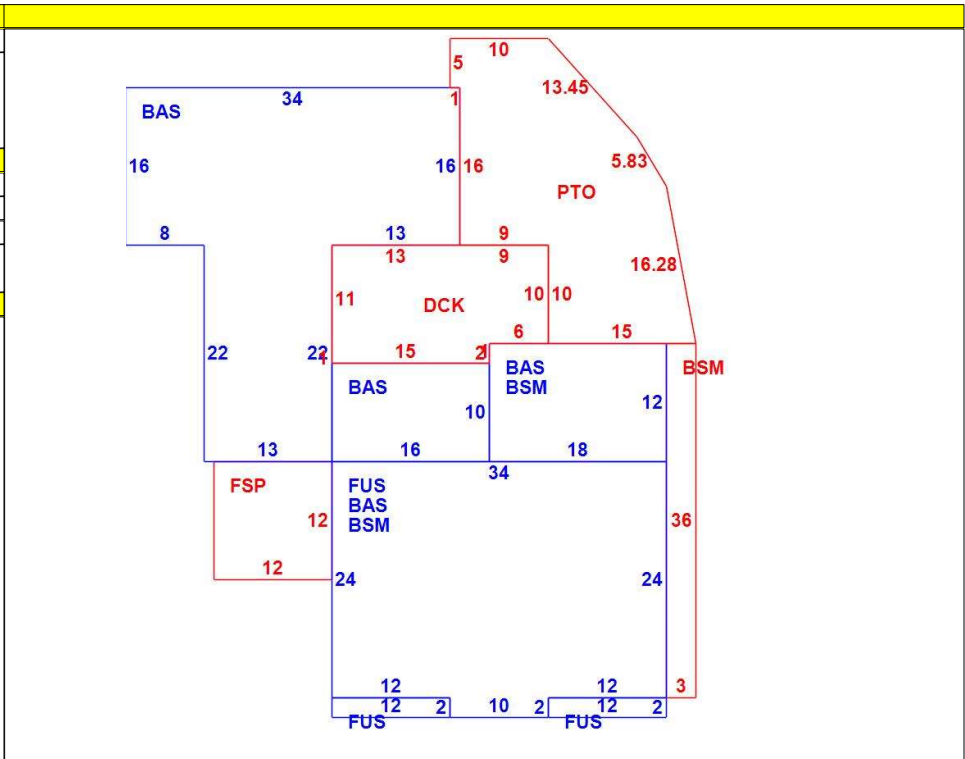 10
5
13.45
34 1
BAS
5.83
16 16 16
PTO
8 13 9
13 9
16.28
11 10 10
DCK
6 15
22 22 1 15 2 1
BAS BSM
BAS BSM
12
10
13 16 18
34
FSP FUS
BAS
12 BSM 36
12
24 24
12 12 3
12 2 10 2 12 2
FUS FUS